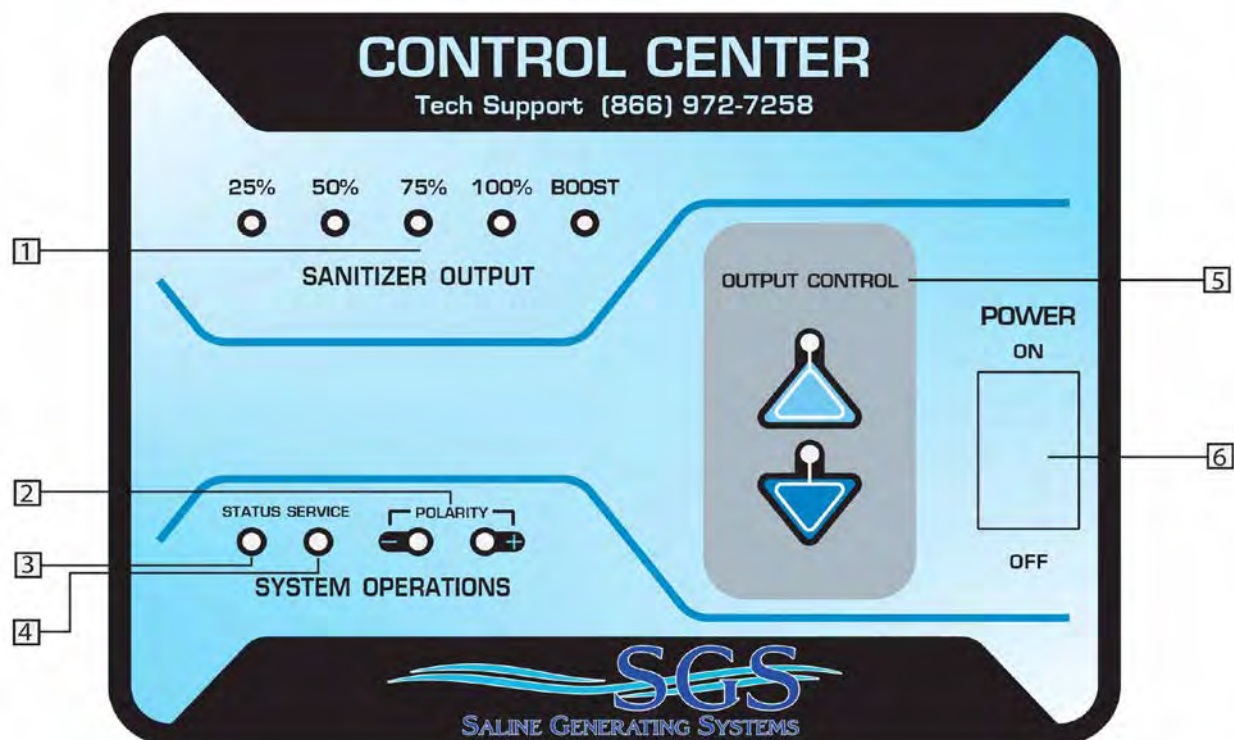 CONTROL CENTER
Tech Support (866) 972-7258
25% 50% 75% 100% BOOST
1
SANITIZER OUTPUT
OUTPUT CONTROL
5
POWER
ON
6
OFF
2
STATUS SERVICE POLARITY
- +
3
SYSTEM OPERATIONS
4
SGS
SALINE GENERATING SYSTEMS